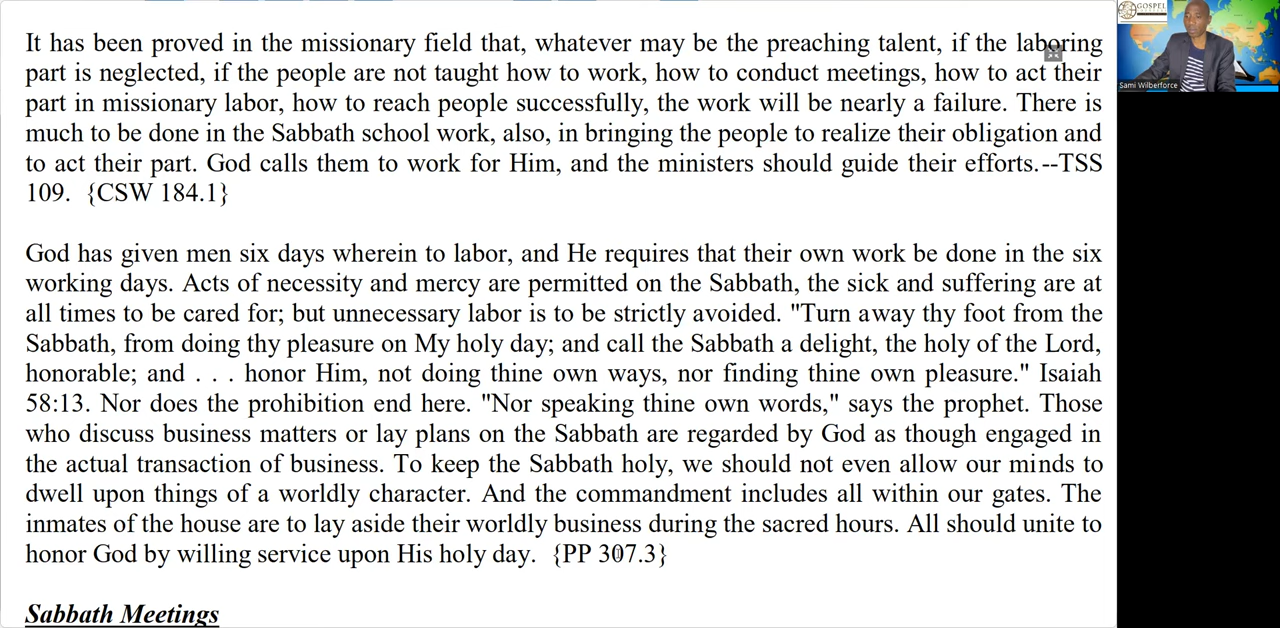 It has been proved in the missionary field that, whatever may be the preaching talent, if the laboring
part is neglected, if the people are not taught how to work, how to conduct meetings, how to act their
part in missionary labor, how to reach people successfully, the work will be nearly a failure. There is
much to be done in the Sabbath school work, also, in bringing the people to realize their obligation and
to act their part. God calls them to work for Him, and the ministers should guide their efforts.--TSS
109. {CSW 184.1}
God has given men six days wherein to labor, and He requires that their own work be done in the six
working days. Acts of necessity and mercy are permitted on the Sabbath, the sick and suffering are at
all times to be cared for; but unnecessary labor is to be strictly avoided. "Turn away thy foot from the
Sabbath, from doing thy pleasure on My holy day; and call the Sabbath a delight, the holy of the Lord,
honorable; and . . . honor Him, not doing thine own ways, nor finding thine own pleasure." Isaiah
58:13. Nor does the prohibition end here. "Nor speaking thine own words," says the prophet. Those
who discuss business matters or lay plans on the Sabbath are regarded by God as though engaged in
the actual transaction of business. To keep the Sabbath holy, we should not even allow our minds to
dwell upon things of a worldly character. And the commandment includes all within our gates. The
inmates of the house are to lay aside their worldly business during the sacred hours. All should unite to
honor God by willing service upon His holy day. {PP 307.3}
Sabbath Meetings
GOSPEL
Sami Wilberforce